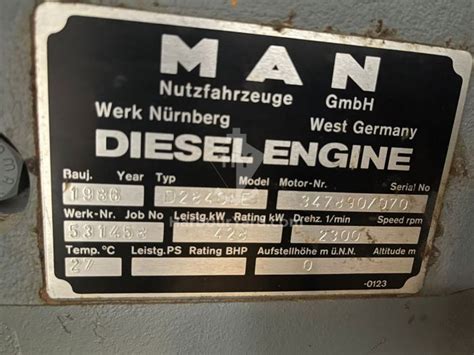 MAN
Nutzfahrzeuge GmbH
Werk Nürnberg West Germany
DIESEL ENGINE
Bauj. Year Typ Model Motor-Nr. Serial No
1986 347890/970
Werk-Nr. Job No Leistg.kW Rating kW Drehz. 1/min Speed rpm
531458 428 2300
Temp.°C Leistg.PS Rating BHP Aufstellhöhe m ü.N.N. Altitude m
27 0
-0123